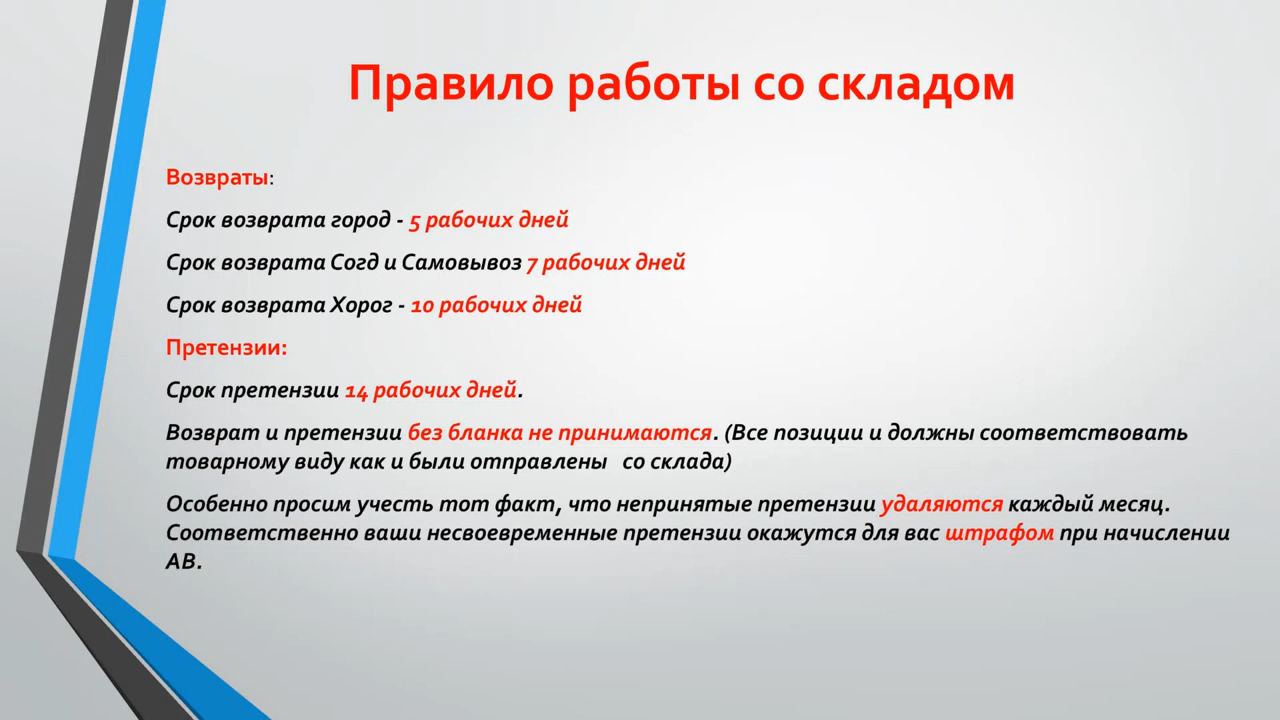 Правило работы со складом
Возвраты:
Срок возврата город - 5 рабочих дней
Срок возврата Согд и Самовывоз 7 рабочих дней
Срок возврата Хорог - 10 рабочих дней
Претензии:
Срок претензии 14 рабочих дней.
Возврат и претензии без бланка не принимаются. (Все позиции и должны соответствовать
товарному виду как и были отправлены со склада)
Особенно просим учесть тот факт, что непринятые претензии удаляются каждый месяц.
Соответственно ваши несвоевременные претензии окажутся для вас штрафом при начислении
АВ.